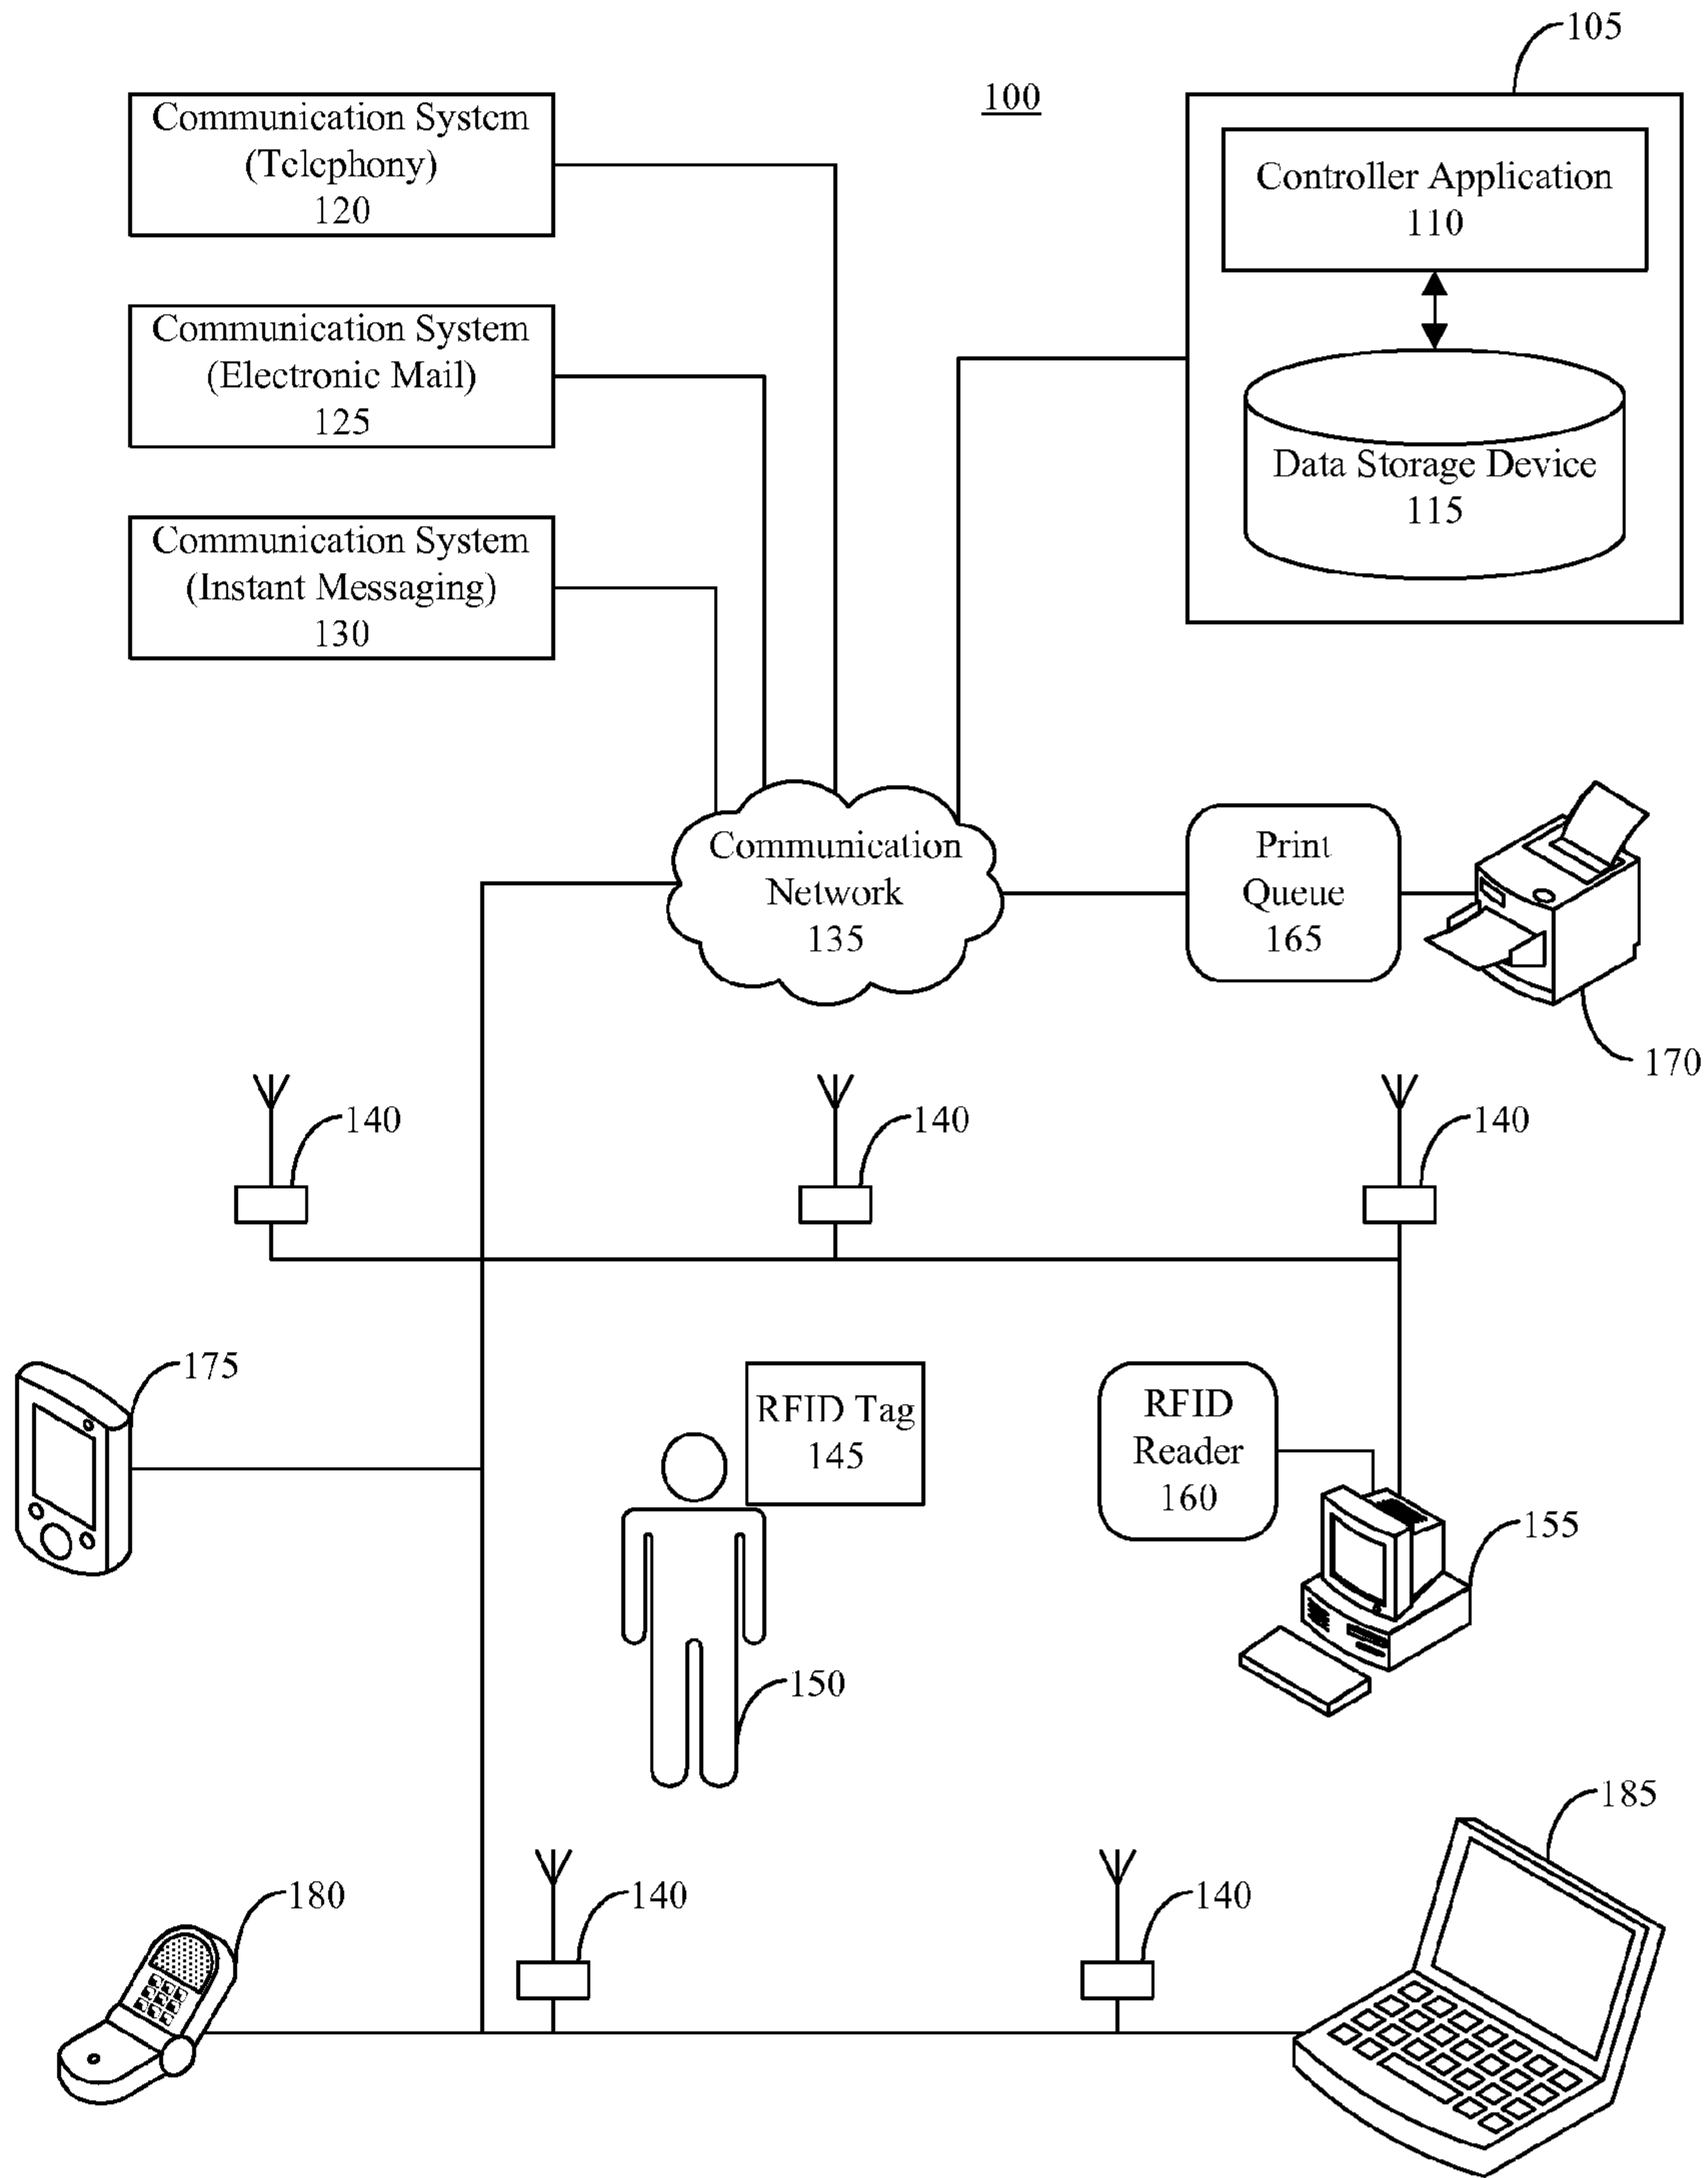 105
100
Communication System
(Telephony)
120
Controller Application
110
Communication System
(Electronic Mail)
125
Data Storage Device
115
Communication System
(Instant Messaging)
130
Communication
Network
135
Print
Queue
165
170
140
140
140
175
RFID Tag
145
RFID
Reader
160
155
150
185
180
140
140